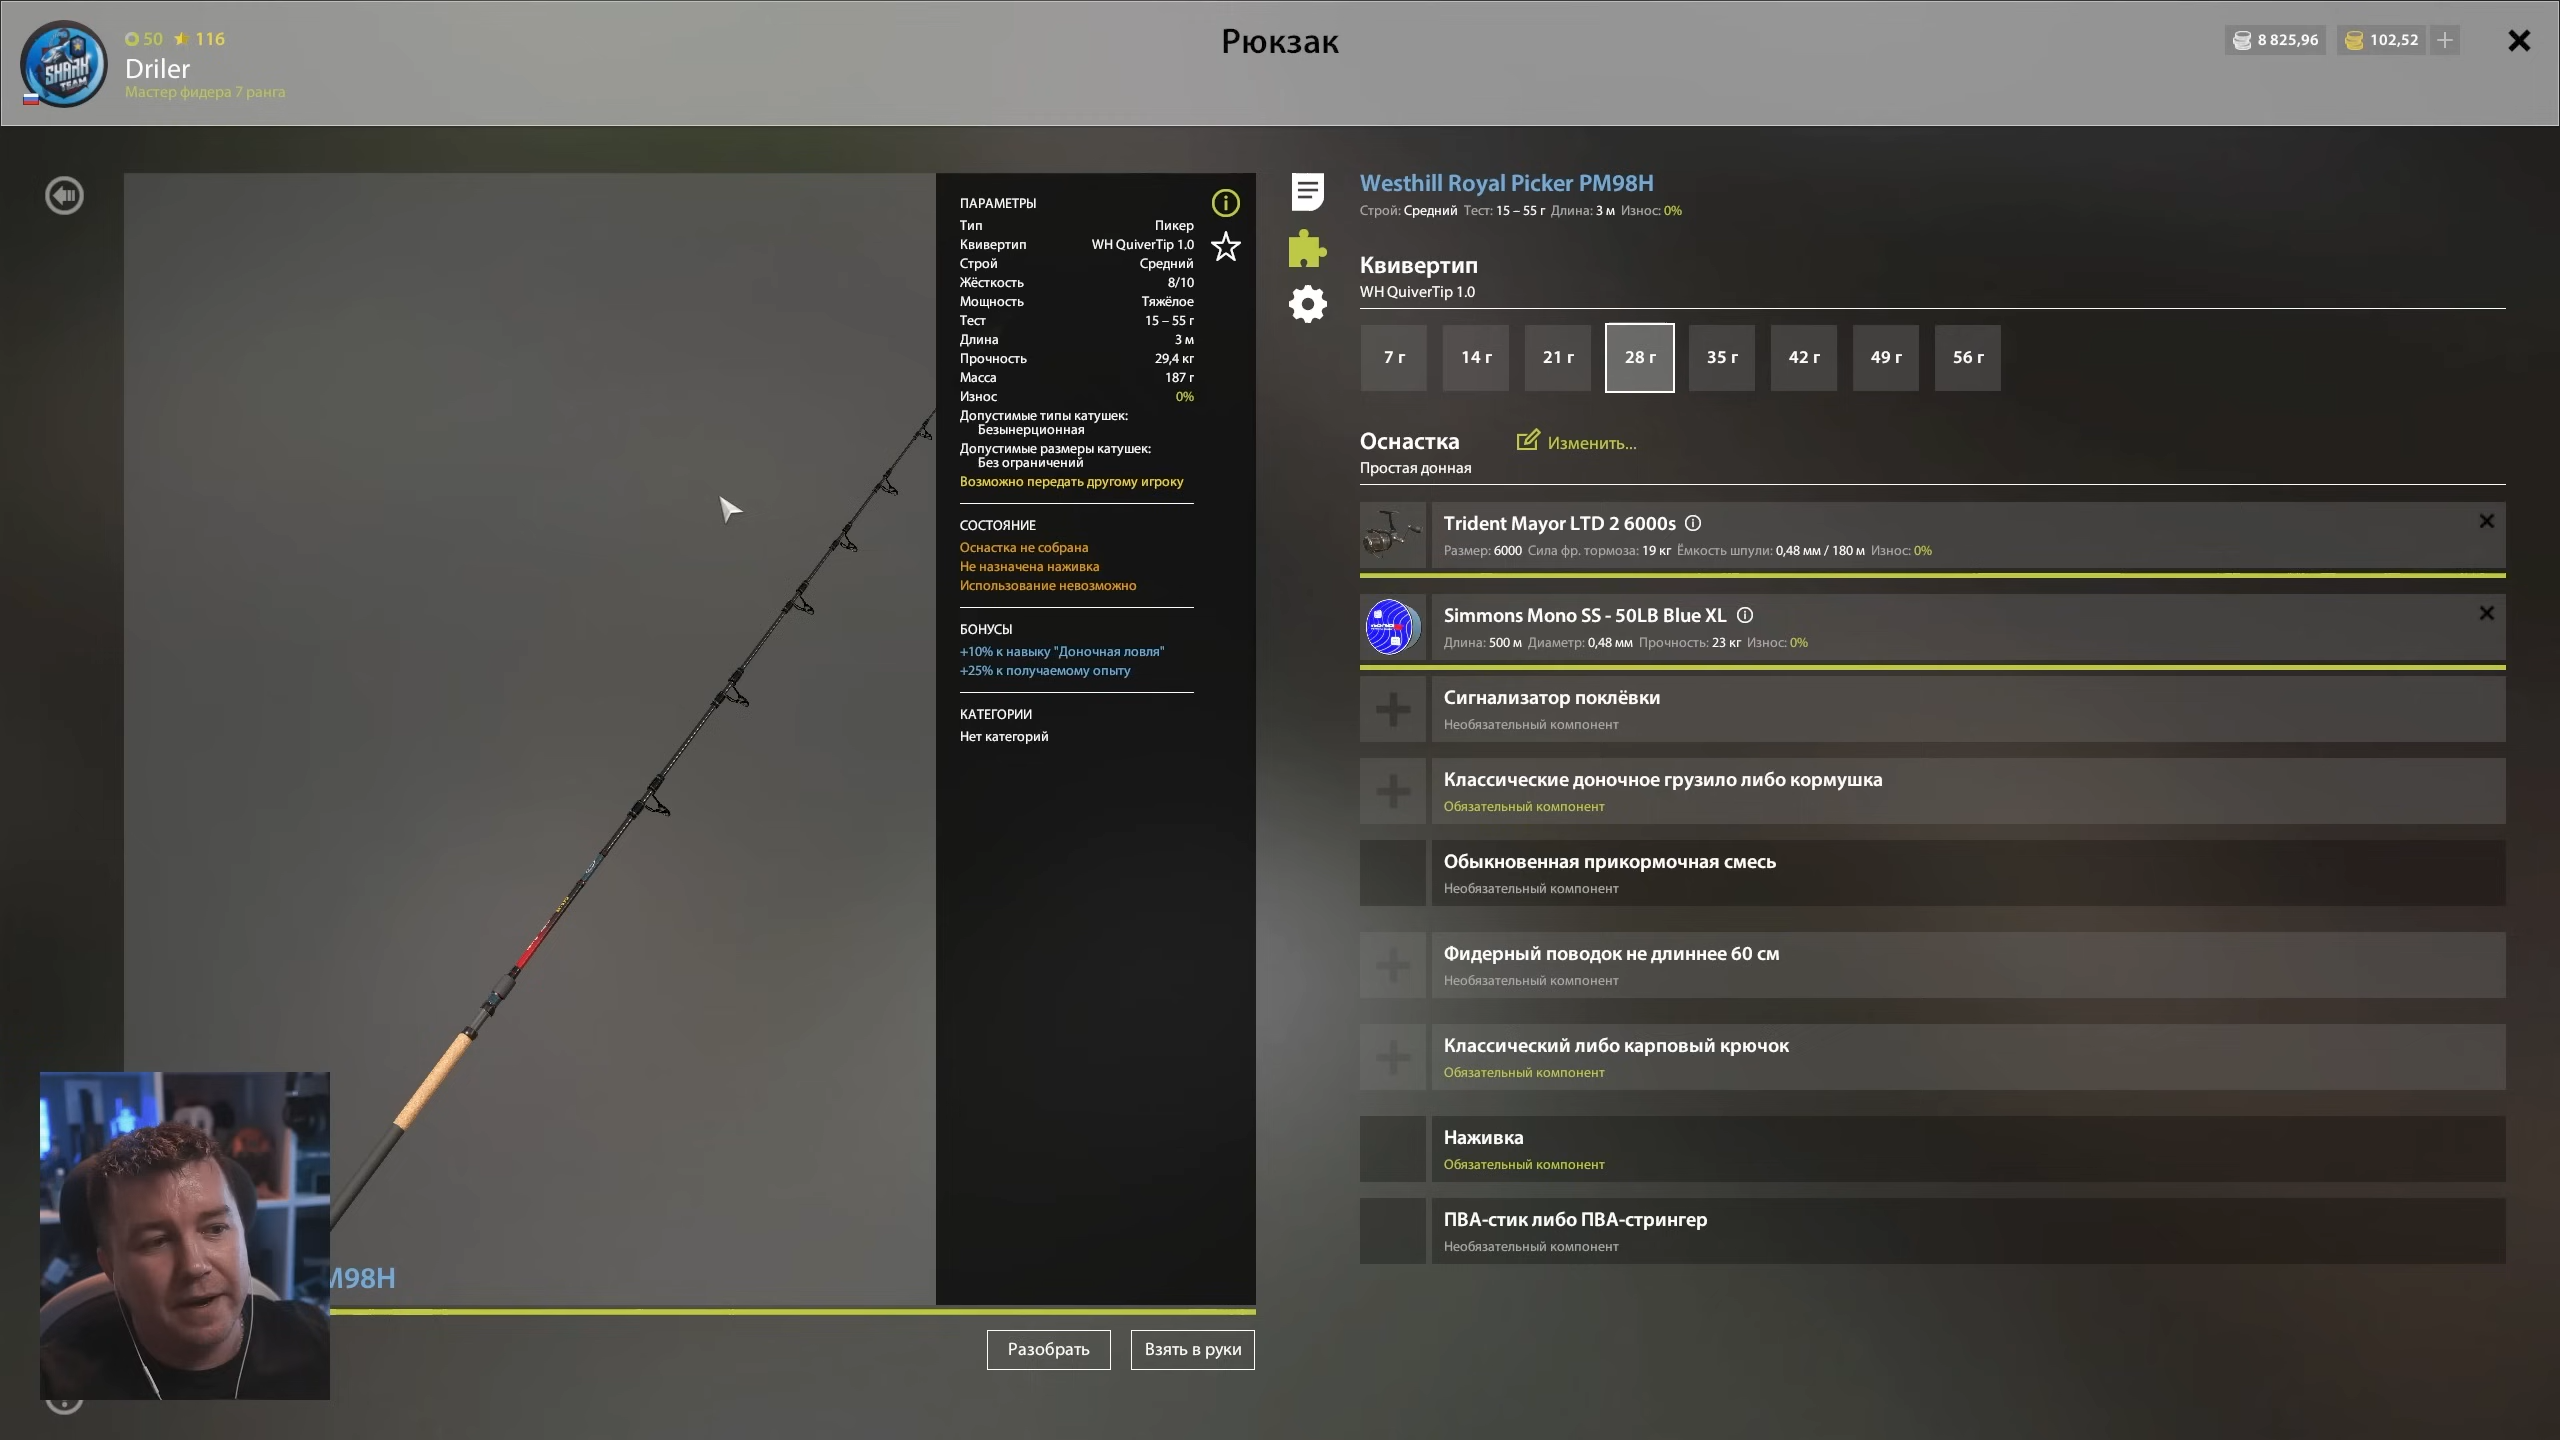 50 116
Driler
Мастер фидера 7 ранга
SHARK TEAM
Рюкзак
8 825,96
102,52
ПАРАМЕТРЫ
Тип Пикер
Квивертип WH QuiverTip 1.0
Строй Средний
Жёсткость 8/10
Мощность Тяжёлое
Тест 15 – 55 г
Длина 3 м
Прочность 29,4 кг
Масса 187 г
Износ 0%
Допустимые типы катушек:
Безынерционная
Допустимые размеры катушек:
Без ограничений
Возможно передать другому игроку
СОСТОЯНИЕ
Оснастка не собрана
Не назначена наживка
Использование невозможно
БОНУСЫ
+10% к навыку "Доночная ловля"
+25% к получаемому опыту
КАТЕГОРИИ
Нет категорий
M98H
Разобрать
Взять в руки
Westhill Royal Picker PM98H
Строй: Средний Тест: 15 – 55 г Длина: 3 м Износ: 0%
Квивертип
WH QuiverTip 1.0
7 г 14 г 21 г 28 г 35 г 42 г 49 г 56 г
Оснастка Изменить...
Простая донная
Trident Mayor LTD 2 6000s
Размер: 6000 Сила фр. тормоза: 19 кг Ёмкость шпули: 0,48 мм / 180 м Износ: 0%
Simmons Mono SS - 50LB Blue XL
Длина: 500 м Диаметр: 0,48 мм Прочность: 23 кг Износ: 0%
Сигнализатор поклёвки
Необязательный компонент
Классические доночное грузило либо кормушка
Обязательный компонент
Обыкновенная прикормочная смесь
Необязательный компонент
Фидерный поводок не длиннее 60 см
Необязательный компонент
Классический либо карповый крючок
Обязательный компонент
Наживка
Обязательный компонент
ПВА-стик либо ПВА-стрингер
Необязательный компонент